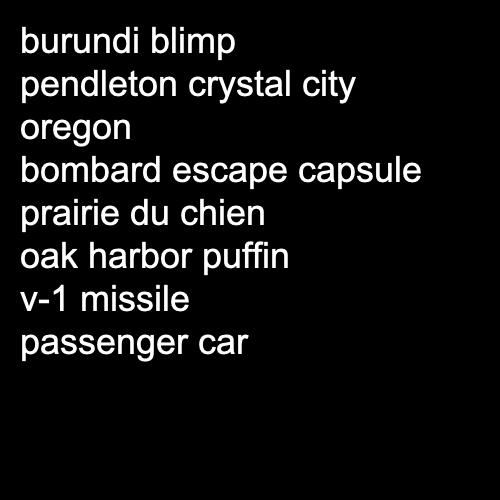 burundi blimp
pendleton crystal city
oregon
bombard escape capsule
prairie du chien
oak harbor puffin
v-1 missile
passenger car